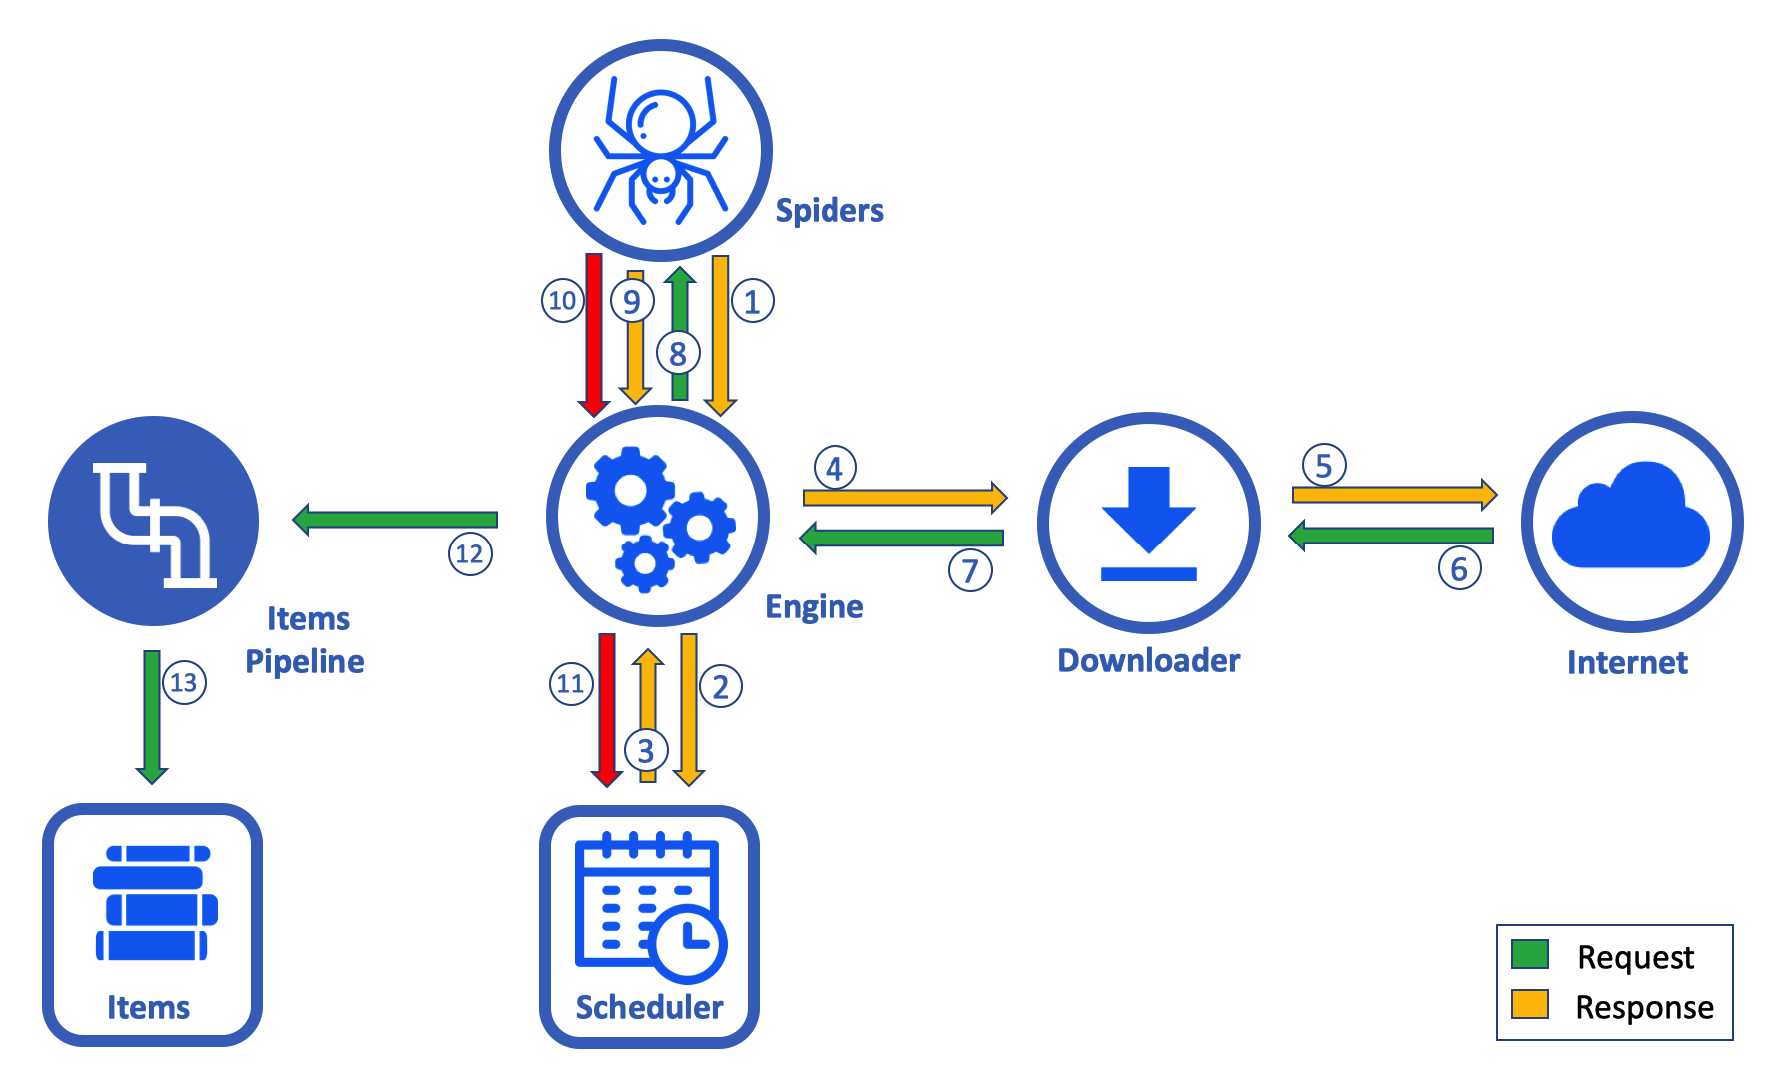 Spiders
10
9
1
8
4
5
12
7
6
Engine
Items
Pipeline
Downloader
Internet
13
11
2
3
Items
Scheduler
Request
Response